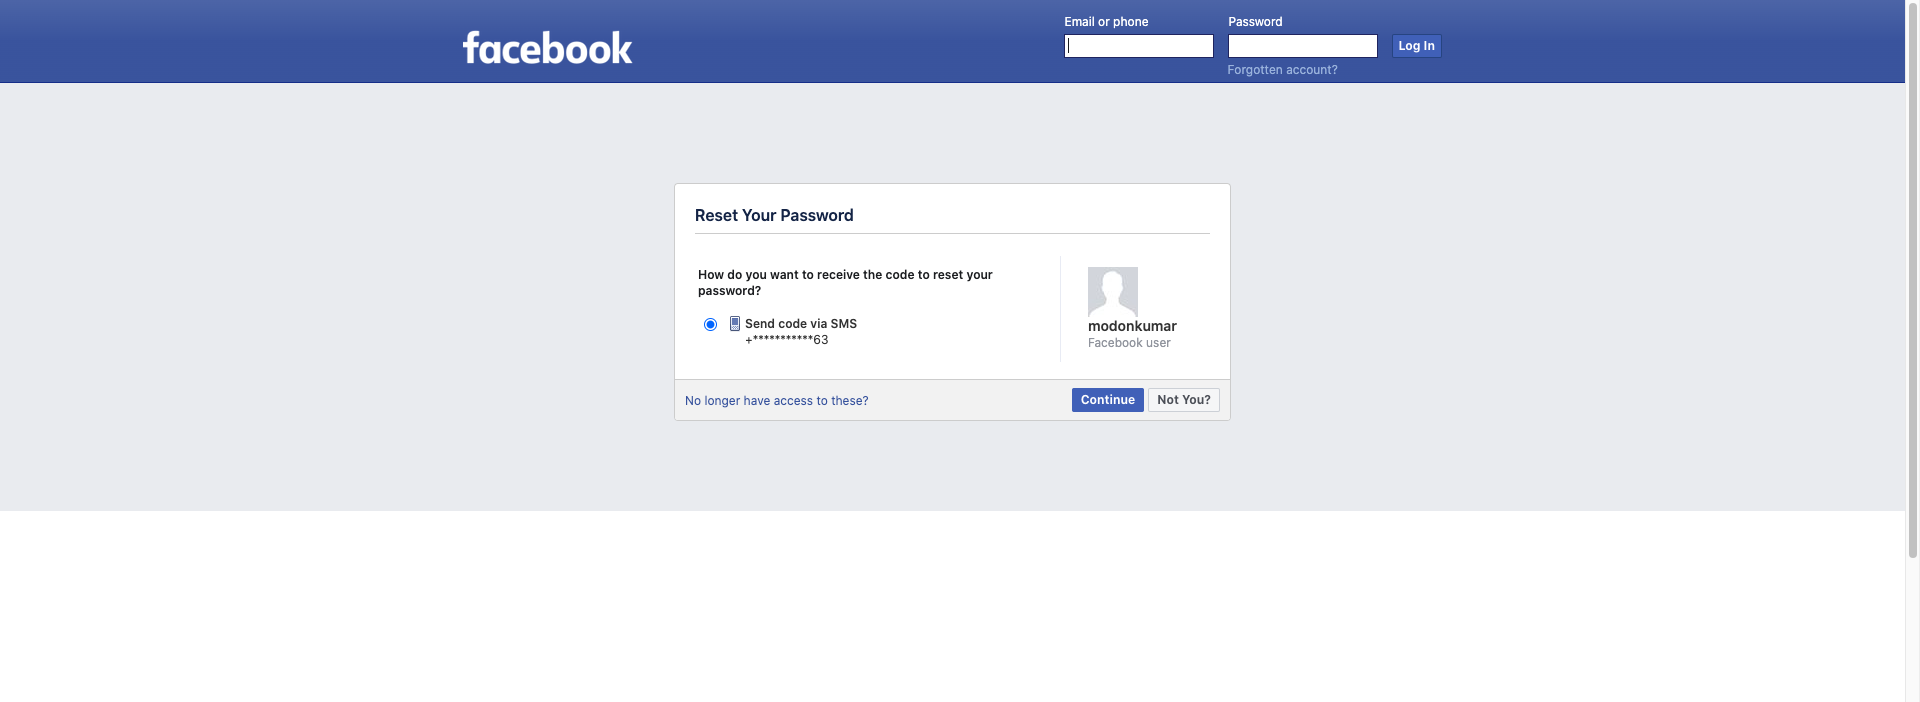 facebook
Email or phone
Password
Log In
Forgotten account?
Reset Your Password
How do you want to receive the code to reset your
password?
Send code via SMS
+***********63
modonkumar
Facebook user
No longer have access to these?
Continue
Not You?